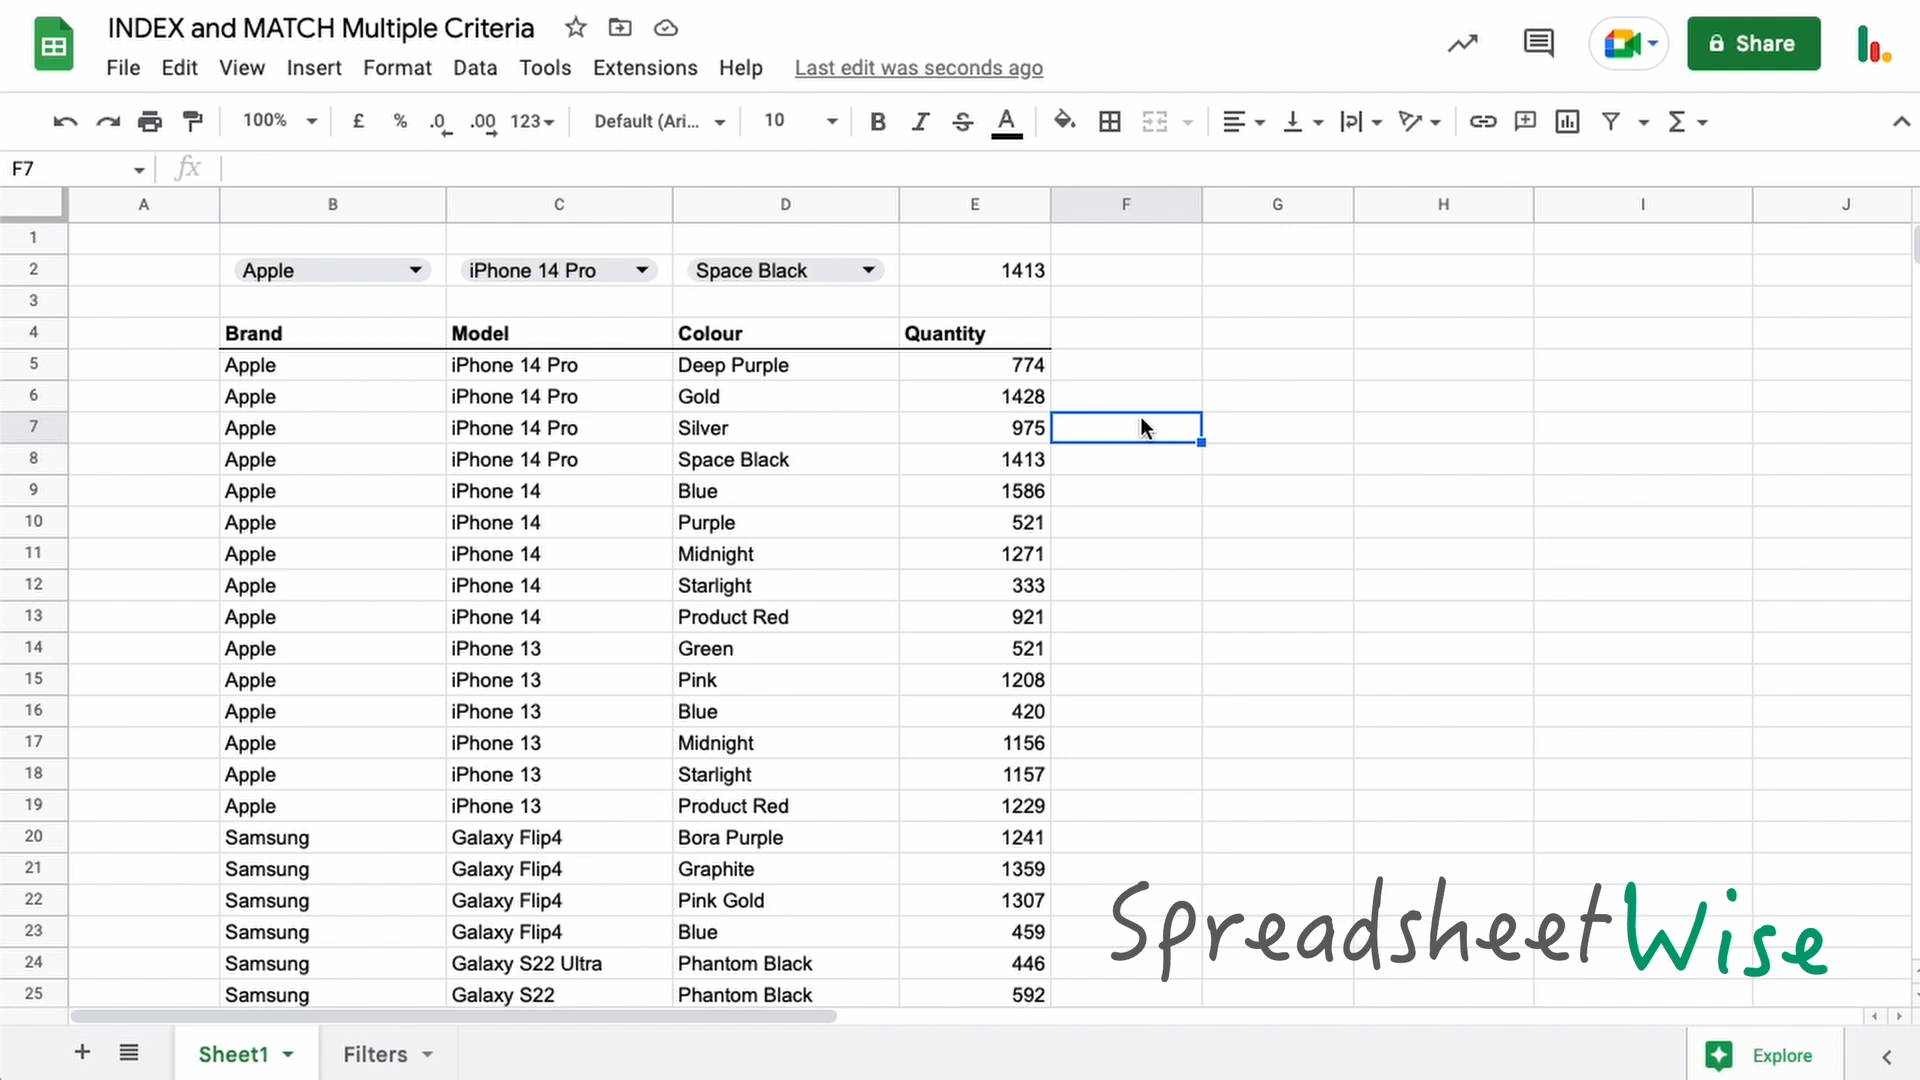 INDEX and MATCH Multiple Criteria
File Edit View Insert Format Data Tools Extensions Help Last edit was seconds ago
Share
100% £ % .0 .00 123 Default (Ari... 10 B I S A Σ
F7 fx
A B C D E F G H I J
1
2 Apple iPhone 14 Pro Space Black 1413
3
4 Brand Model Colour Quantity
5 Apple iPhone 14 Pro Deep Purple 774
6 Apple iPhone 14 Pro Gold 1428
7 Apple iPhone 14 Pro Silver 975
8 Apple iPhone 14 Pro Space Black 1413
9 Apple iPhone 14 Blue 1586
10 Apple iPhone 14 Purple 521
11 Apple iPhone 14 Midnight 1271
12 Apple iPhone 14 Starlight 333
13 Apple iPhone 14 Product Red 921
14 Apple iPhone 13 Green 521
15 Apple iPhone 13 Pink 1208
16 Apple iPhone 13 Blue 420
17 Apple iPhone 13 Midnight 1156
18 Apple iPhone 13 Starlight 1157
19 Apple iPhone 13 Product Red 1229
20 Samsung Galaxy Flip4 Bora Purple 1241
21 Samsung Galaxy Flip4 Graphite 1359
22 Samsung Galaxy Flip4 Pink Gold 1307
23 Samsung Galaxy Flip4 Blue 459
24 Samsung Galaxy S22 Ultra Phantom Black 446
25 Samsung Galaxy S22 Phantom Black 592
SpreadsheetWise
Sheet1 Filters Explore